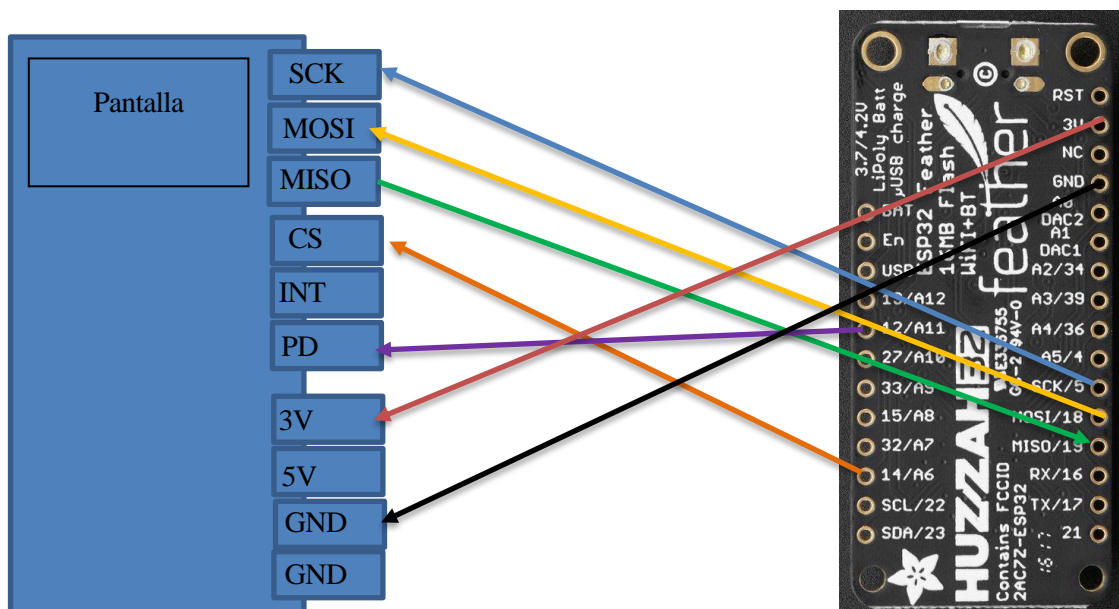 Pantalla
SCK
MOSI
MISO
CS
INT
PD
3V
5V
GND
GND
3.7/4.2V
LiPoly Batt
µUSB charge
ESP32 Feather
WiFi+BT
feather
HUZZAH32
Contains FCCID
2AC7Z-ESP32
©
BAT
En
USB
13/A12
12/A11
27/A10
33/A9
15/A8
32/A7
14/A6
SCL/22
SDA/23
RST
3V
NC
GND
A0
DAC2
A1
DAC1
A2/34
A3/39
A4/36
A5/4
SCK/5
MOSI/18
MISO/19
RX/16
TX/17
21